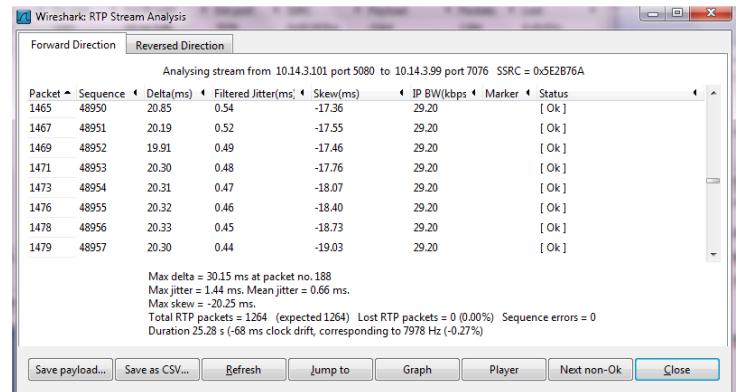 Wireshark: RTP Stream Analysis
Forward Direction Reversed Direction
Analysing stream from 10.14.3.101 port 5080 to 10.14.3.99 port 7076 SSRC = 0x5E2B76A
Packet Sequence Delta(ms) Filtered Jitter(ms) Skew(ms) IP BW(kbps Marker Status
1465 48950 20.85 0.54 -17.36 29.20 [ Ok ]
1467 48951 20.19 0.52 -17.55 29.20 [ Ok ]
1469 48952 19.91 0.49 -17.46 29.20 [ Ok ]
1471 48953 20.30 0.48 -17.76 29.20 [ Ok ]
1473 48954 20.31 0.47 -18.07 29.20 [ Ok ]
1476 48955 20.32 0.46 -18.40 29.20 [ Ok ]
1478 48956 20.33 0.45 -18.73 29.20 [ Ok ]
1479 48957 20.30 0.44 -19.03 29.20 [ Ok ]
Max delta = 30.15 ms at packet no. 188
Max jitter = 1.44 ms. Mean jitter = 0.66 ms.
Max skew = -20.25 ms.
Total RTP packets = 1264 (expected 1264) Lost RTP packets = 0 (0.00%) Sequence errors = 0
Duration 25.28 s (-68 ms clock drift, corresponding to 7978 Hz (-0.27%)
Save payload... Save as CSV... Refresh Jump to Graph Player Next non-Ok Close